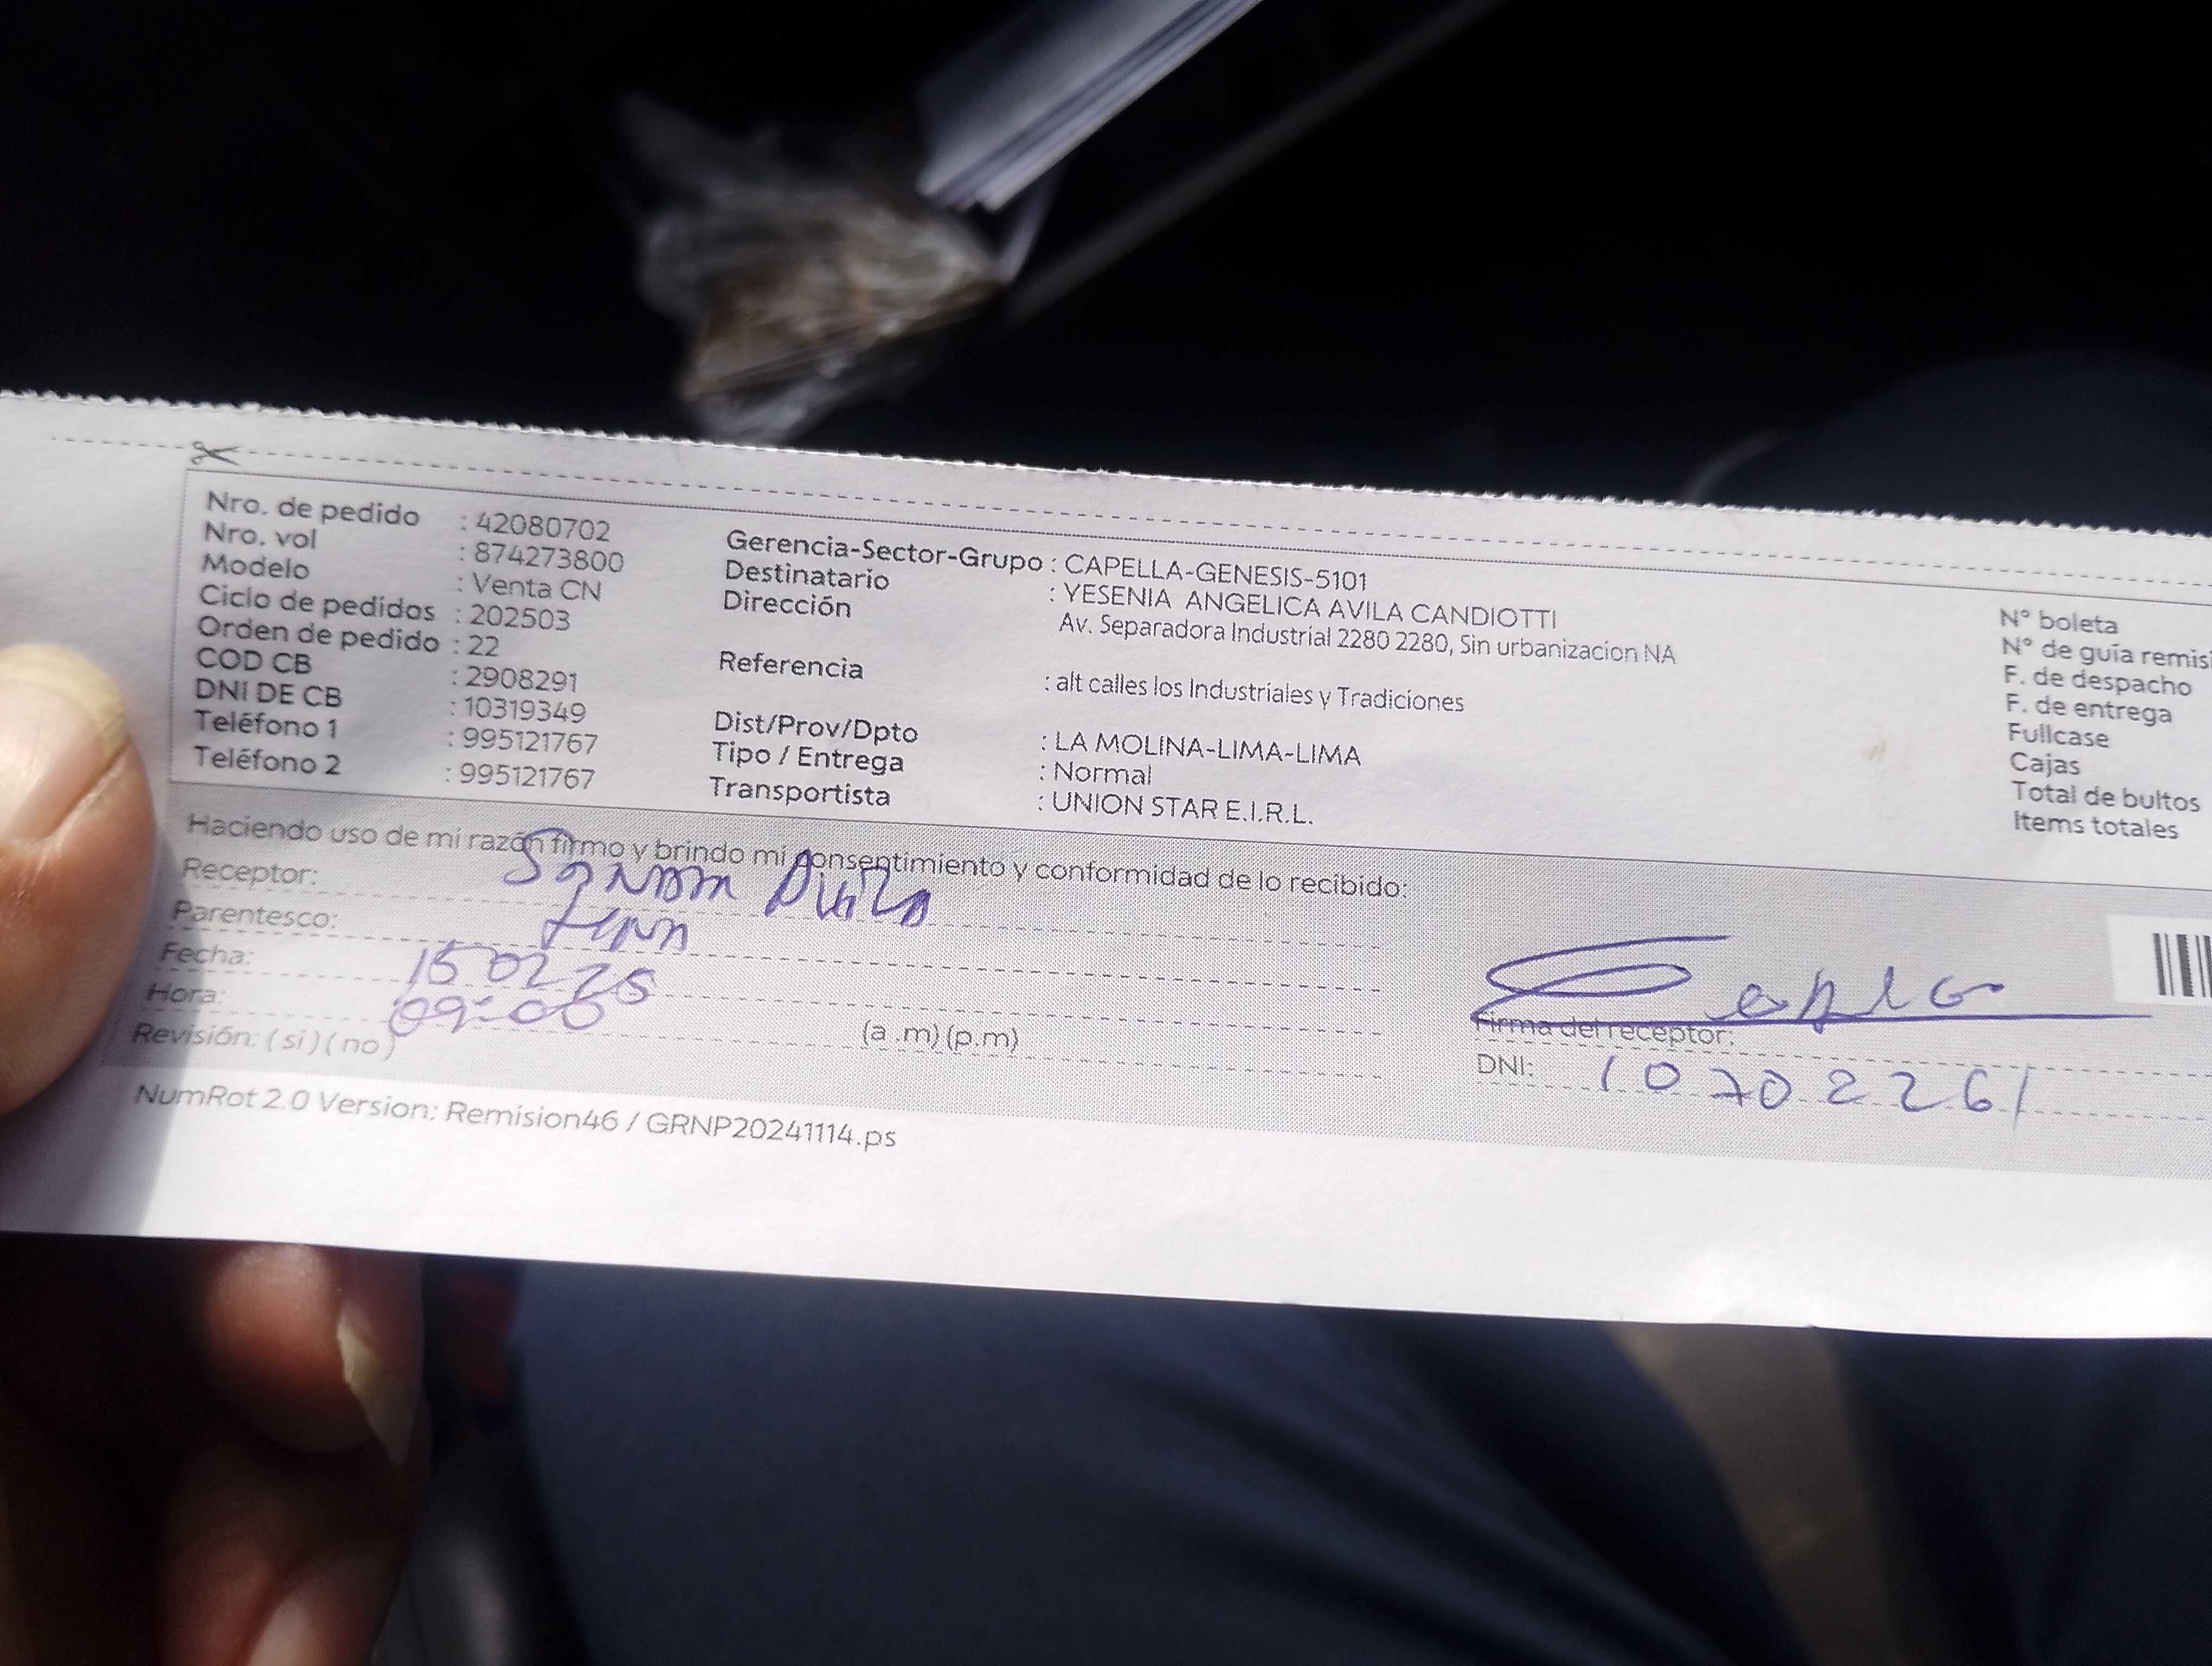 Nro. de pedido : 42080702
Nro. vol : 874273800
Modelo : Venta CN
Ciclo de pedidos : 202503
Orden de pedido : 22
COD CB : 2908291
DNI DE CB : 10319349
Teléfono 1 : 995121767
Teléfono 2 : 995121767
Gerencia-Sector-Grupo : CAPELLA-GENESIS-5101
Destinatario : YESENIA ANGELICA AVILA CANDIOTTI
Dirección Av. Separadora Industrial 2280 2280, Sin urbanizacion NA
Referencia : alt calles los Industriales y Tradiciones
Dist/Prov/Dpto : LA MOLINA-LIMA-LIMA
Tipo / Entrega : Normal
Transportista : UNION STAR E.I.R.L.
N° boleta
N° de guía remisi
F. de despacho
F. de entrega
Fullcase
Cajas
Total de bultos
Items totales
Haciendo uso de mi razón firmo y brindo mi consentimiento y conformidad de lo recibido:
Receptor: Sandra Avila
Parentesco:
Fecha: 150225
Hora: 09:00 (a .m) (p.m)
Revisión: ( si ) ( no )
Firma del receptor:
DNI: 10702261
NumRot 2.0 Version: Remision46 / GRNP20241114.ps